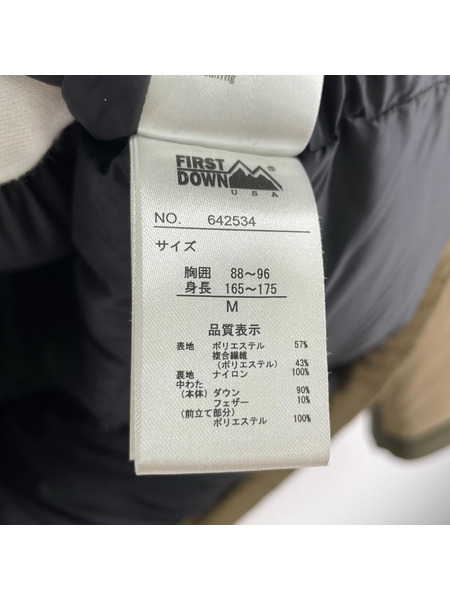 FIRST
DOWN
®
USA
NO. 642534
サイズ
胸囲 88~96
身長 165~175
M
品質表示
表地 ポリエステル 57%
複合繊維
(ポリエステル) 43%
裏地 ナイロン 100%
中わた
(本体) ダウン 90%
フェザー 10%
(前立て部分)
ポリエステル 100%